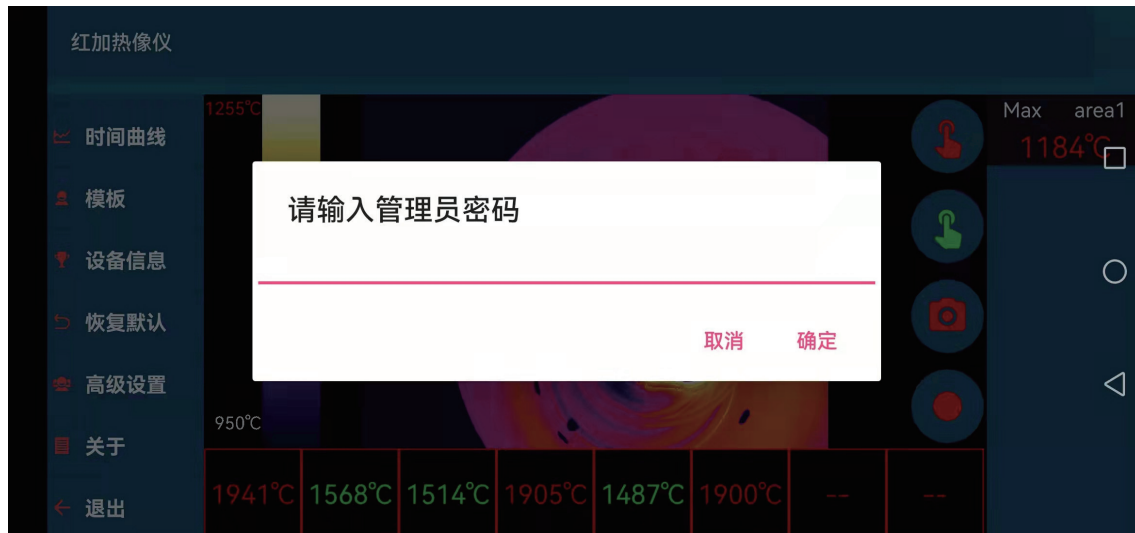 红加热像仪
时间曲线
模板
设备信息
恢复默认
高级设置
关于
退出
1255℃
950℃
请输入管理员密码
取消 确定
Max area1
1184℃
1941℃ 1568℃ 1514℃ 1905℃ 1487℃ 1900℃ -- --